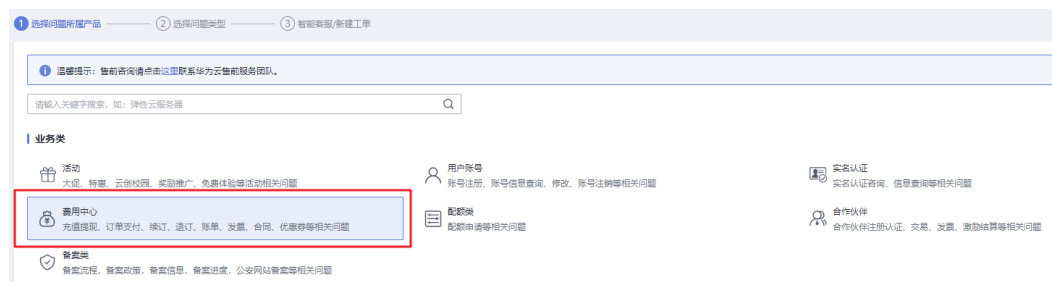 1 选择问题所属产品 2 选择问题类型 3 智能客服/新建工单
温馨提示：售前咨询请点击这里联系华为云售前服务团队。
请输入关键字搜索，如：弹性云服务器
业务类
活动
大促、特惠、云创校园、奖励推广、免费体验等活动相关问题
用户账号
账号注册、账号信息查询、修改、账号注销等相关问题
实名认证
实名认证咨询、信息查询等相关问题
费用中心
充值提现、订单支付、续订、退订、账单、发票、合同、优惠券等相关问题
配额类
配额申请等相关问题
合作伙伴
合作伙伴注册认证、交易、发票、激励结算等相关问题
备案类
备案流程，备案政策，备案信息，备案进度，公安网站备案等相关问题